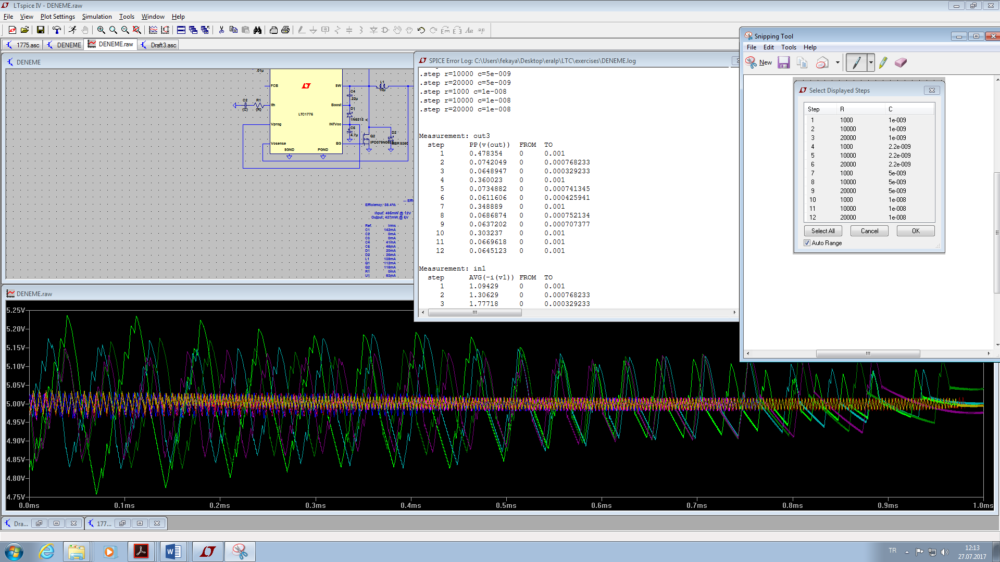 LTspice IV - DENEME.raw
File View Plot Settings Simulation Tools Window Help
1775.asc DENEME DENEME.raw Draft3.asc
DENEME
.01µ
FCB
SW
L1
10µ
C4
.22µ
C2
R1
{C}
{R}
Ith
Boost
D1
LTC1775
1N5818
Vprog
INTVcc
C5
4.7µ
Q2
D2
Vosense
BG
SGND
PGND
Efficiency: 86.4%
Input: 495mW @ 12V
Output: 427mW @ 5V
Ref. Irms
C1 142mA
C2 0mA
C3 0mA
C4 41mA
C5 46mA
D1 20mA
D2 25mA
L1 139mA
Q1 112mA
Q2 116mA
R1 0mA
U1 68mA
SPICE Error Log: C:\Users\fekaya\Desktop\eralp\LTC\exercises\DENEME.log
.step r=10000 c=5e-009
.step r=20000 c=5e-009
.step r=1000 c=1e-008
.step r=10000 c=1e-008
.step r=20000 c=1e-008
Measurement: out3
step PP(v(out)) FROM TO
1 0.478354 0 0.001
2 0.0742049 0 0.000768233
3 0.0648947 0 0.000329233
4 0.360023 0 0.001
5 0.0734882 0 0.000741345
6 0.0611606 0 0.000425941
7 0.348889 0 0.001
8 0.0686874 0 0.000752134
9 0.0637202 0 0.000707377
10 0.303237 0 0.001
11 0.0669618 0 0.001
12 0.0645123 0 0.001
Measurement: in1
step AVG(-i(v1)) FROM TO
1 1.09429 0 0.001
2 1.30629 0 0.000768233
3 1.77718 0 0.000329233
Snipping Tool
File Edit Tools Help
New
Select Displayed Steps
Step R C
1 1000 1e-009
2 10000 1e-009
3 20000 1e-009
4 1000 2.2e-009
5 10000 2.2e-009
6 20000 2.2e-009
7 1000 5e-009
8 10000 5e-009
9 20000 5e-009
10 1000 1e-008
11 10000 1e-008
12 20000 1e-008
Select All Cancel OK
Auto Range
DENEME.raw
5.25V
5.20V
5.15V
5.10V
5.05V
5.00V
4.95V
4.90V
4.85V
4.80V
4.75V
0.0ms 0.1ms 0.2ms 0.3ms 0.4ms 0.5ms 0.6ms 0.7ms 0.8ms 0.9ms 1.0ms
Dra... 177...
TR
12:13
27.07.2017